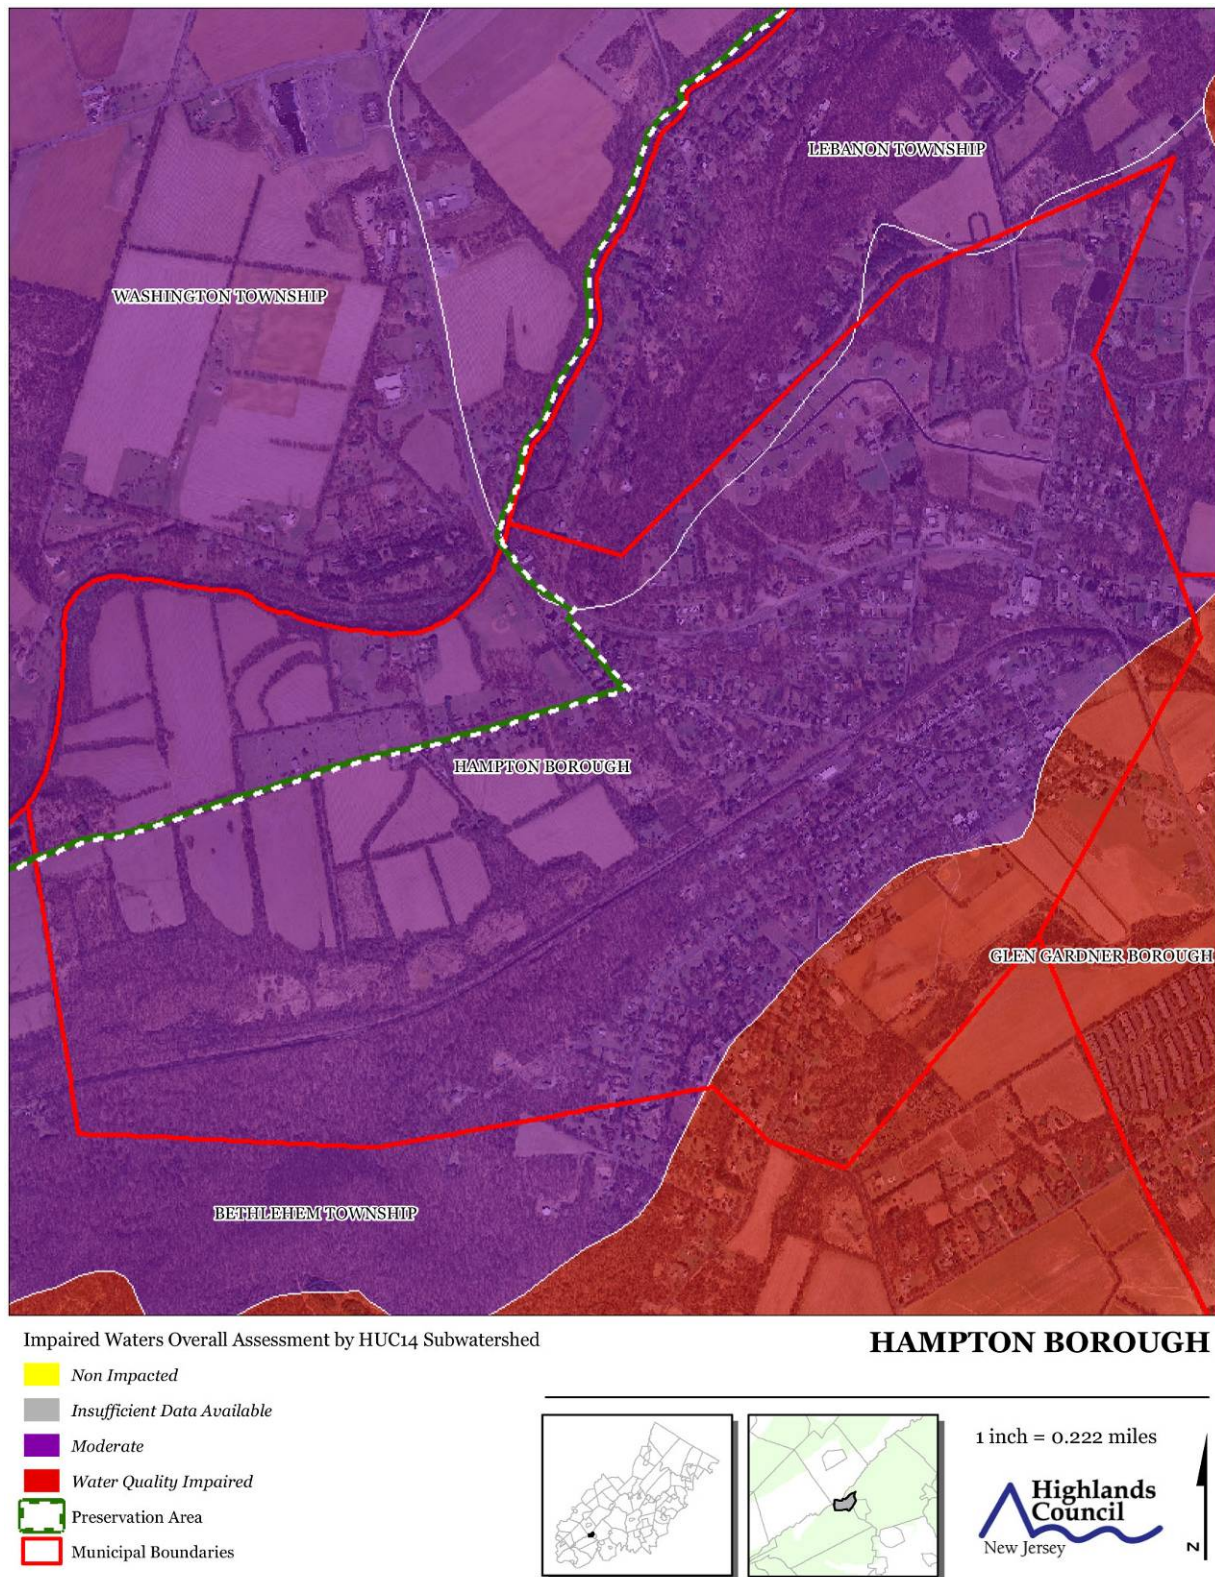 LEBANON TOWNSHIP
WASHINGTON TOWNSHIP
HAMPTON BOROUGH
GLEN GARDNER BOROUGH
BETHLEHEM TOWNSHIP
Impaired Waters Overall Assessment by HUC14 Subwatershed
Non Impacted
Insufficient Data Available
Moderate
Water Quality Impaired
Preservation Area
Municipal Boundaries
HAMPTON BOROUGH
1 inch = 0.222 miles
Highlands
Council
New Jersey
N